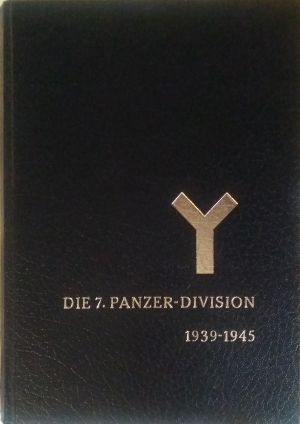 Y
DIE 7. PANZER-DIVISION
1939-1945